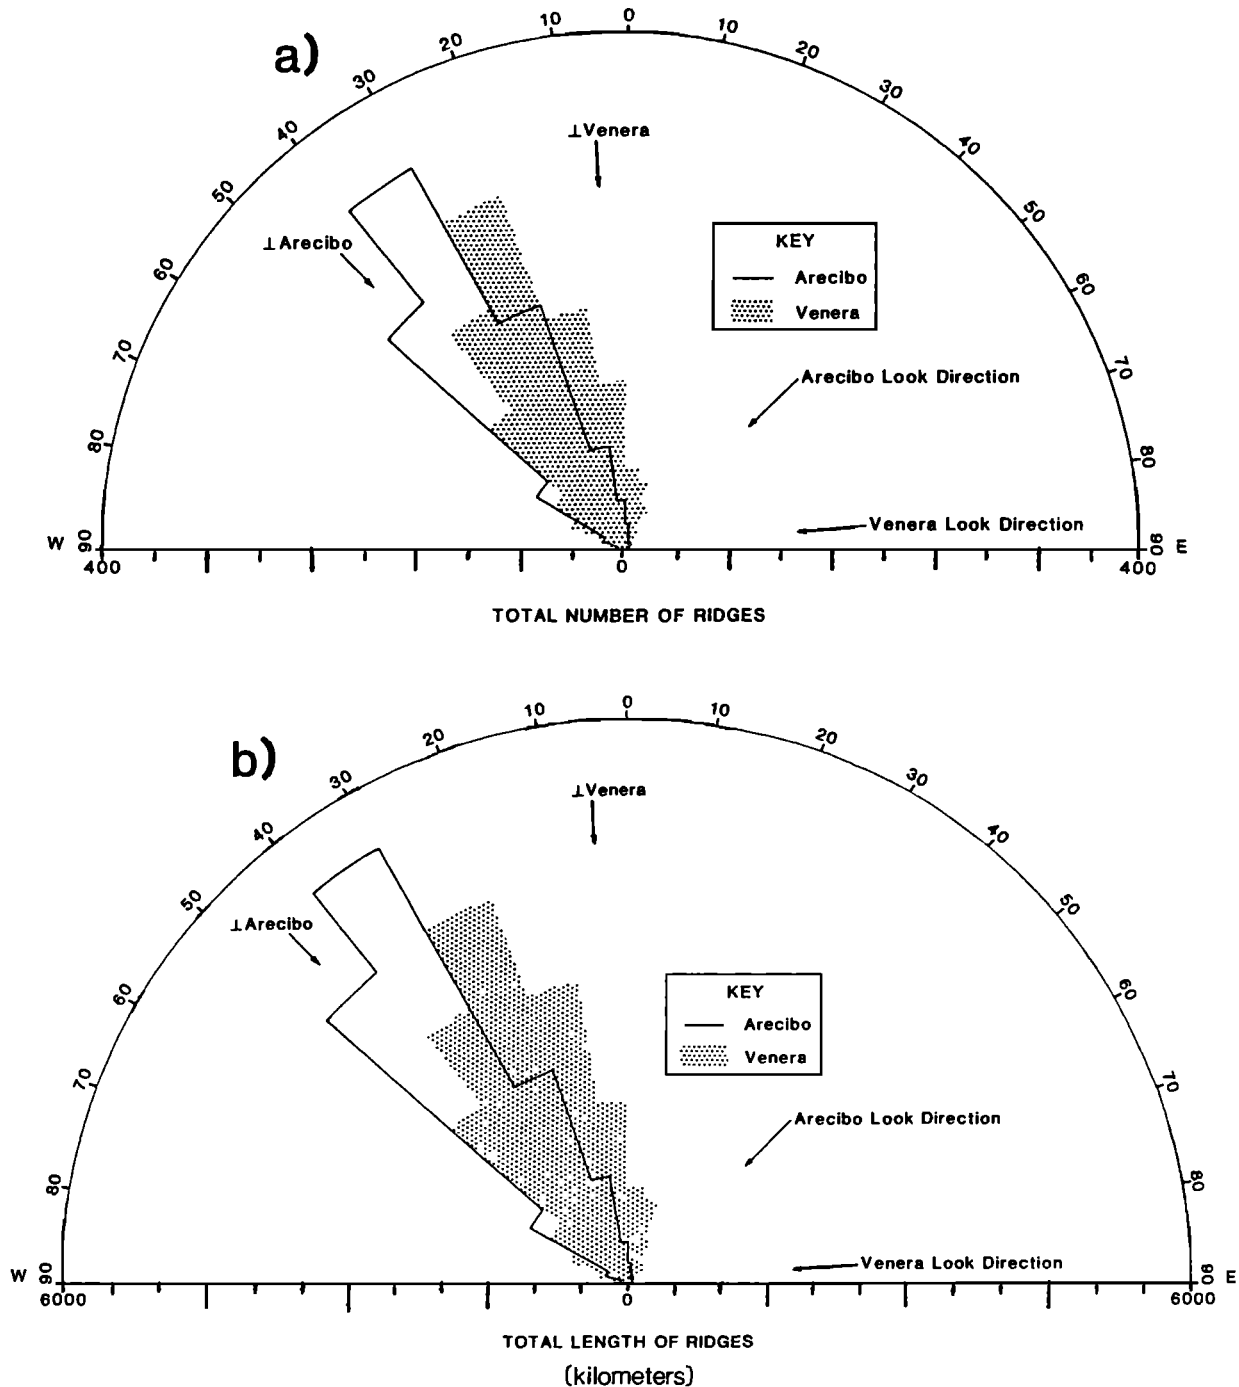 a)
0
10
10
20
20
30
30
40
40
50
50
60
60
70
70
80
80
90
90
W
E
⊥Venera
⊥Arecibo
KEY
Arecibo
Venera
Arecibo Look Direction
Venera Look Direction
400
0
400
TOTAL NUMBER OF RIDGES
b)
0
10
10
20
20
30
30
40
40
50
50
60
60
70
70
80
80
90
90
W
E
⊥Venera
⊥Arecibo
KEY
Arecibo
Venera
Arecibo Look Direction
Venera Look Direction
6000
0
6000
TOTAL LENGTH OF RIDGES
(kilometers)